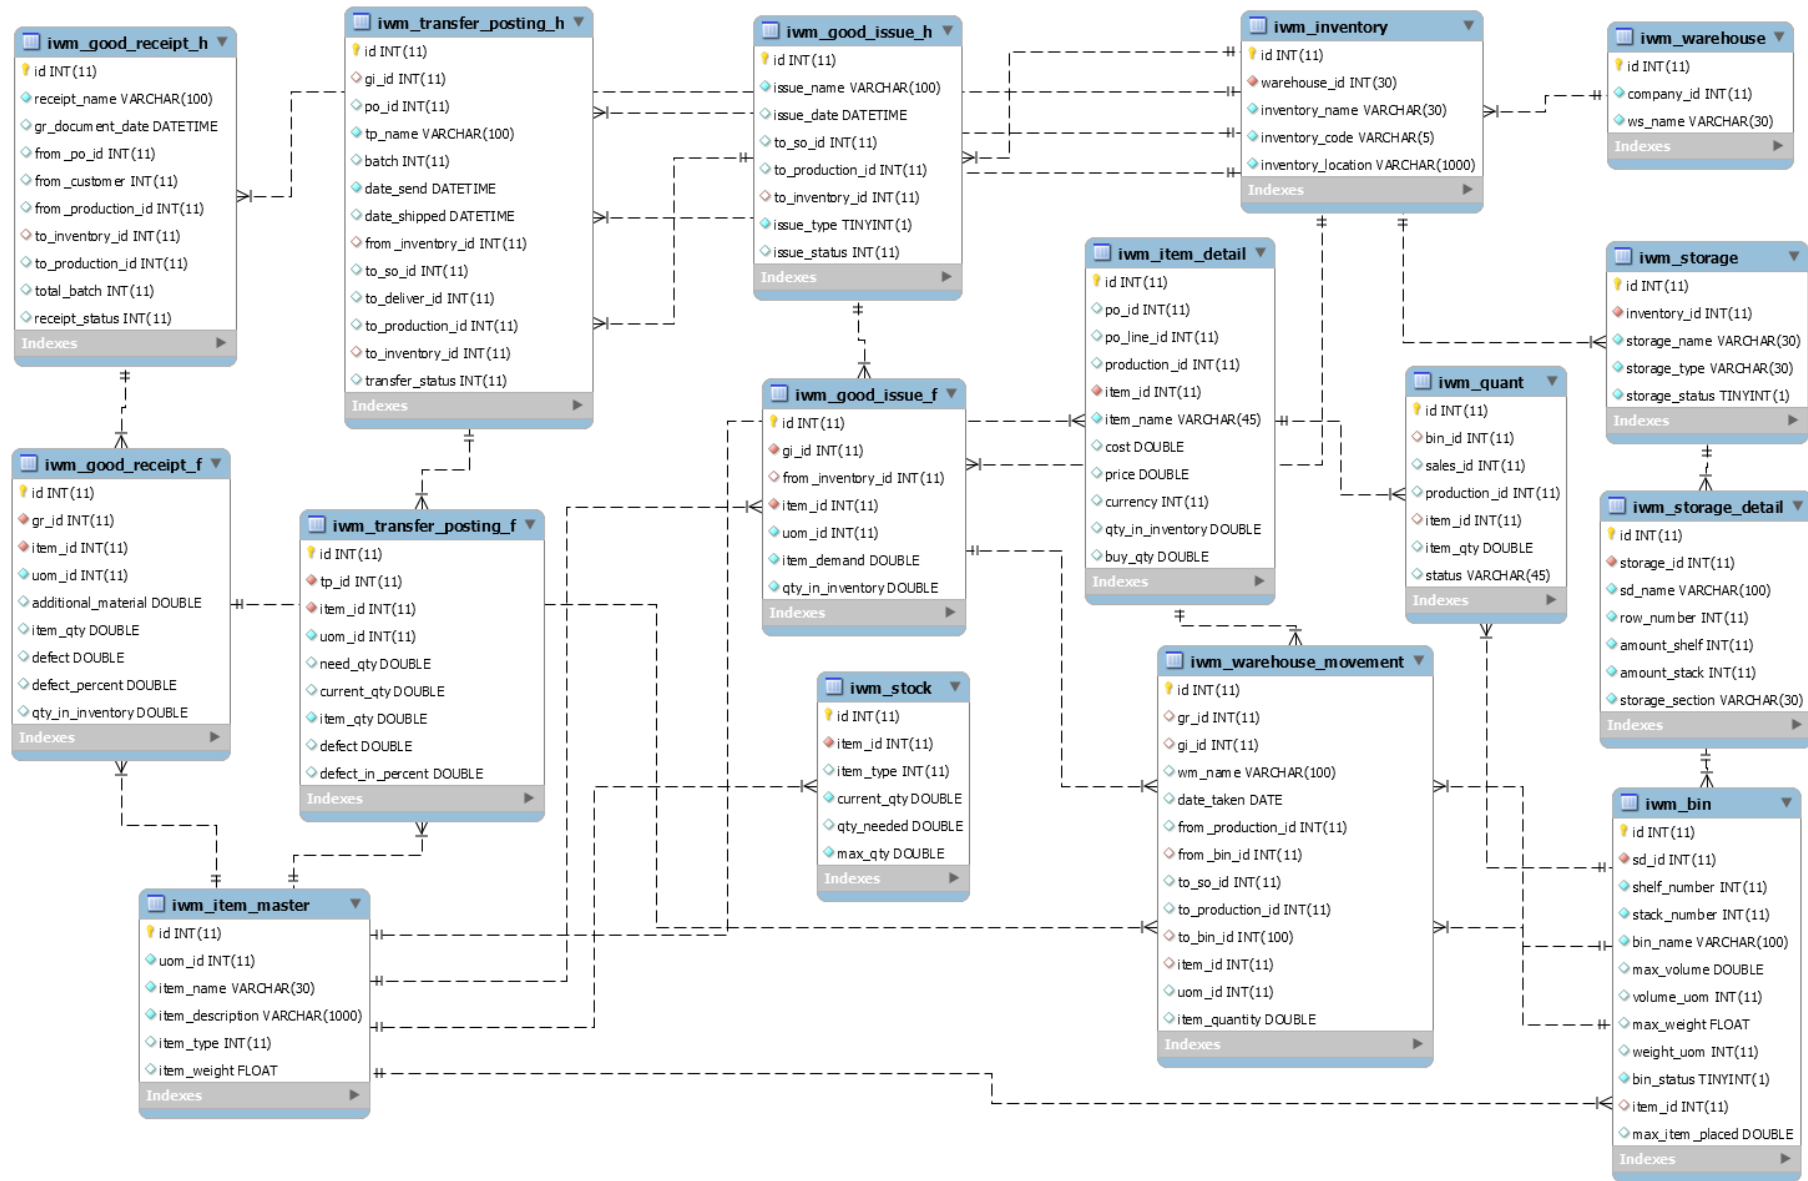 iwm_good_receipt_h
id INT(11)
receipt_name VARCHAR(100)
gr_document_date DATETIME
from_po_id INT(11)
from_customer INT(11)
from_production_id INT(11)
to_inventory_id INT(11)
to_production_id INT(11)
total_batch INT(11)
receipt_status INT(11)
Indexes
iwm_transfer_posting_h
id INT(11)
gi_id INT(11)
po_id INT(11)
tp_name VARCHAR(100)
batch INT(11)
date_send DATETIME
date_shipped DATETIME
from_inventory_id INT(11)
to_so_id INT(11)
to_deliver_id INT(11)
to_production_id INT(11)
to_inventory_id INT(11)
transfer_status INT(11)
Indexes
iwm_good_issue_h
id INT(11)
issue_name VARCHAR(100)
issue_date DATETIME
to_so_id INT(11)
to_production_id INT(11)
to_inventory_id INT(11)
issue_type TINYINT(1)
issue_status INT(11)
Indexes
iwm_inventory
id INT(11)
warehouse_id INT(30)
inventory_name VARCHAR(30)
inventory_code VARCHAR(5)
inventory_location VARCHAR(1000)
Indexes
iwm_warehouse
id INT(11)
company_id INT(11)
ws_name VARCHAR(30)
Indexes
iwm_item_detail
id INT(11)
po_id INT(11)
po_line_id INT(11)
production_id INT(11)
item_id INT(11)
item_name VARCHAR(45)
cost DOUBLE
price DOUBLE
currency INT(11)
qty_in_inventory DOUBLE
buy_qty DOUBLE
Indexes
iwm_storage
id INT(11)
inventory_id INT(11)
storage_name VARCHAR(30)
storage_type VARCHAR(30)
storage_status TINYINT(1)
Indexes
iwm_quant
id INT(11)
bin_id INT(11)
sales_id INT(11)
production_id INT(11)
item_id INT(11)
item_qty DOUBLE
status VARCHAR(45)
Indexes
iwm_good_issue_f
id INT(11)
gi_id INT(11)
from_inventory_id INT(11)
item_id INT(11)
uom_id INT(11)
item_demand DOUBLE
qty_in_inventory DOUBLE
Indexes
iwm_good_receipt_f
id INT(11)
gr_id INT(11)
item_id INT(11)
uom_id INT(11)
additional_material DOUBLE
item_qty DOUBLE
defect DOUBLE
defect_percent DOUBLE
qty_in_inventory DOUBLE
Indexes
iwm_transfer_posting_f
id INT(11)
tp_id INT(11)
item_id INT(11)
uom_id INT(11)
need_qty DOUBLE
current_qty DOUBLE
item_qty DOUBLE
defect DOUBLE
defect_in_percent DOUBLE
Indexes
iwm_storage_detail
id INT(11)
storage_id INT(11)
sd_name VARCHAR(100)
row_number INT(11)
amount_shelf INT(11)
amount_stack INT(11)
storage_section VARCHAR(30)
Indexes
iwm_stock
id INT(11)
item_id INT(11)
item_type INT(11)
current_qty DOUBLE
qty_needed DOUBLE
max_qty DOUBLE
Indexes
iwm_warehouse_movement
id INT(11)
gr_id INT(11)
gi_id INT(11)
wm_name VARCHAR(100)
date_taken DATE
from_production_id INT(11)
from_bin_id INT(11)
to_so_id INT(11)
to_production_id INT(11)
to_bin_id INT(100)
item_id INT(11)
uom_id INT(11)
item_quantity DOUBLE
Indexes
iwm_bin
id INT(11)
sd_id INT(11)
shelf_number INT(11)
stack_number INT(11)
bin_name VARCHAR(100)
max_volume DOUBLE
volume_uom INT(11)
max_weight FLOAT
weight_uom INT(11)
bin_status TINYINT(1)
item_id INT(11)
max_item_placed DOUBLE
Indexes
iwm_item_master
id INT(11)
uom_id INT(11)
item_name VARCHAR(30)
item_description VARCHAR(1000)
item_type INT(11)
item_weight FLOAT
Indexes